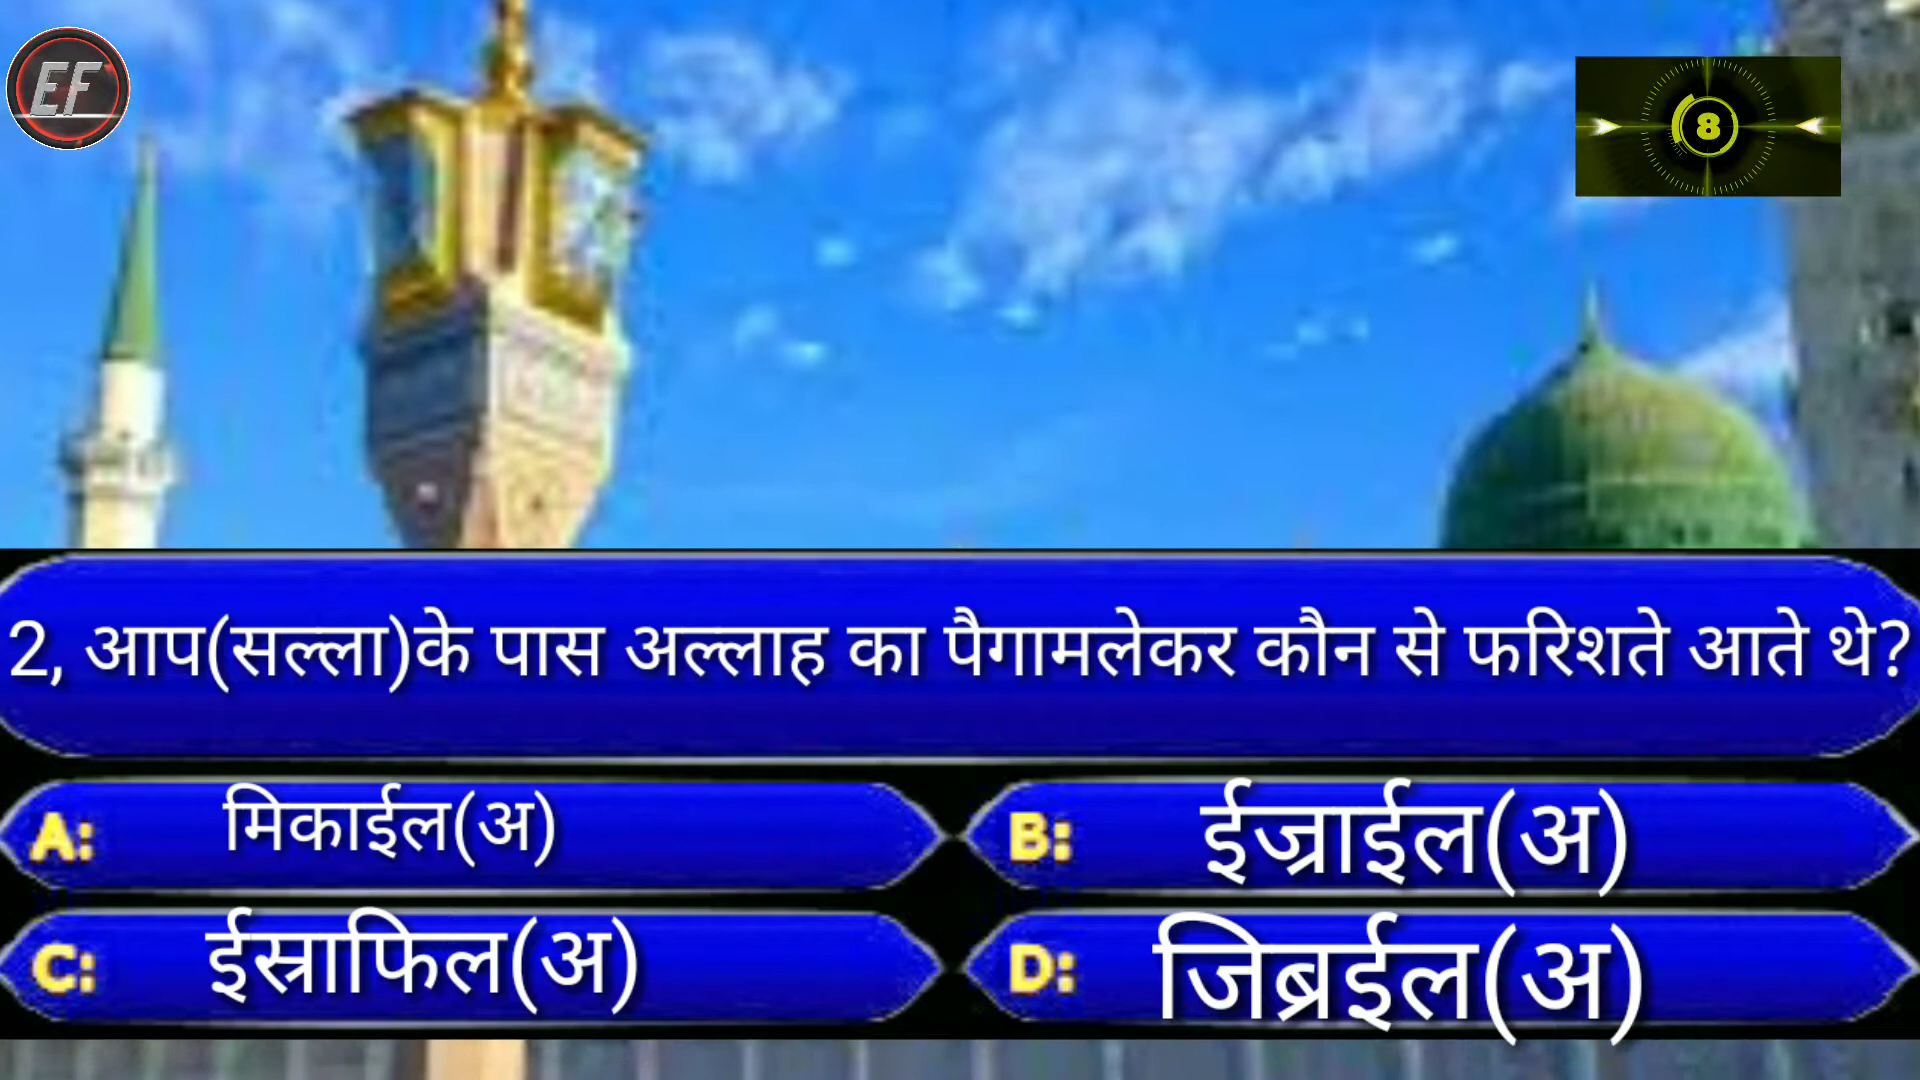 EF
8
2, आप(सल्ला)के पास अल्लाह का पैगामलेकर कौन से फरिशते आते थे?
A: मिकाईल(अ)
B: ईज्राईल(अ)
C: ईस्राफिल(अ)
D: जिब्रईल(अ)